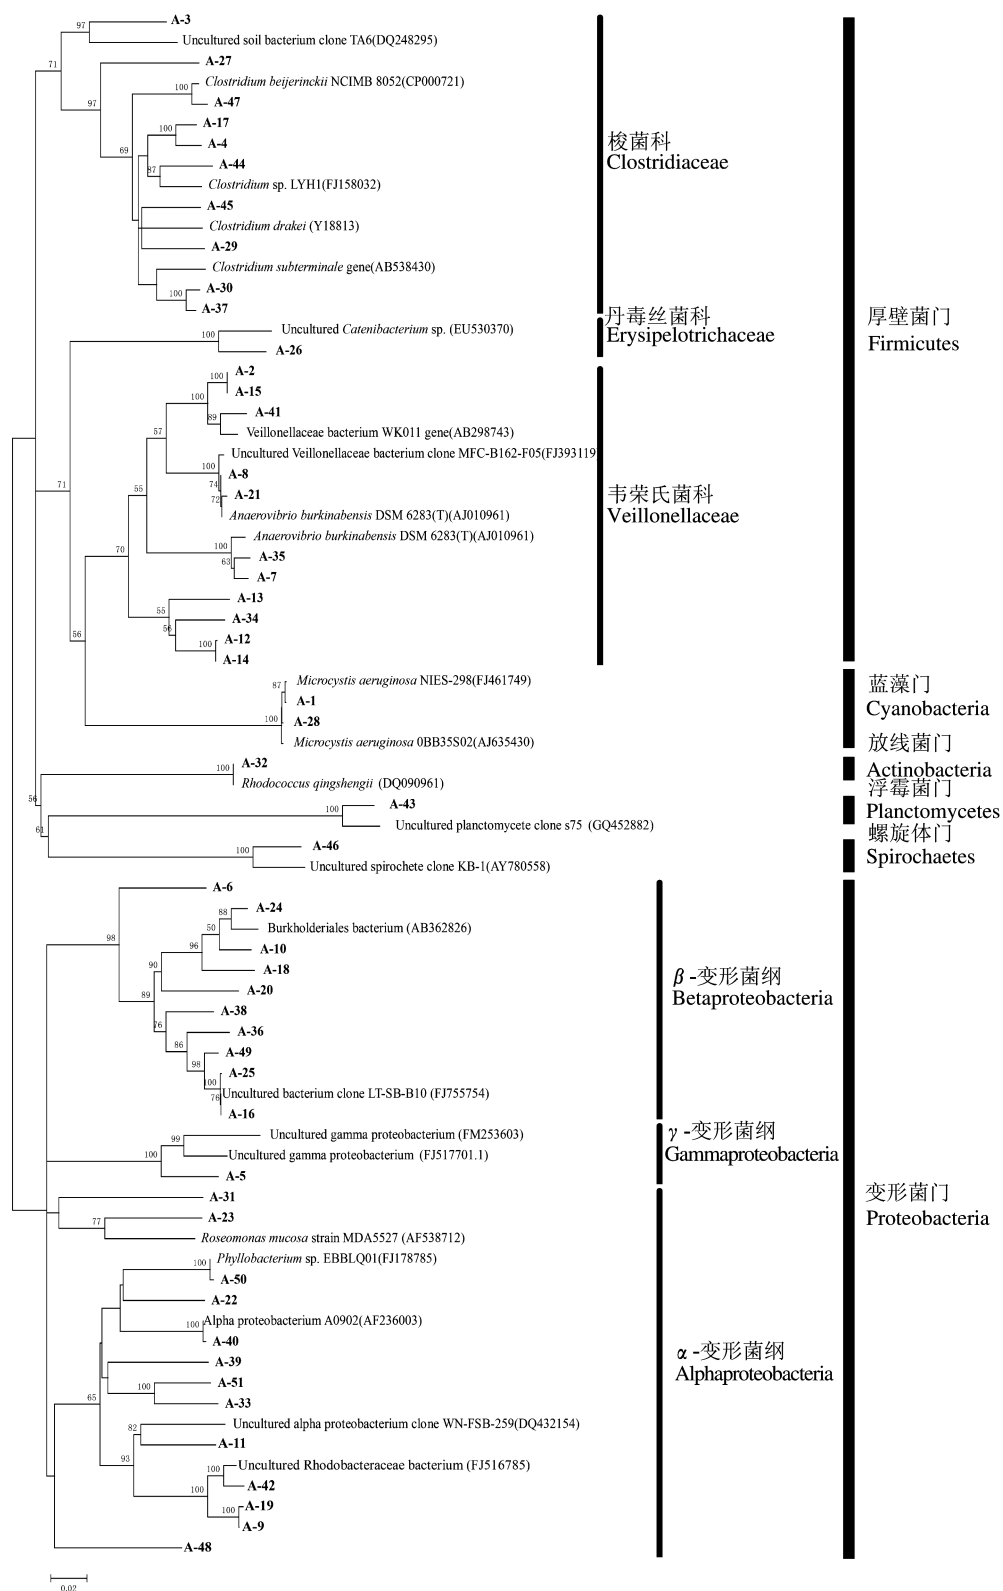 A-3
97
Uncultured soil bacterium clone TA6(DQ248295)
71
A-27
Clostridium beijerinckii NCIMB 8052(CP000721)
100
97
A-47
A-17
100
A-4
梭菌科
Clostridiaceae
69
A-44
87
Clostridium sp. LYH1(FJ158032)
A-45
Clostridium drakei (Y18813)
A-29
Clostridium subterminale gene(AB538430)
A-30
100
A-37
丹毒丝菌科
Erysipelotrichaceae
厚壁菌门
Firmicutes
Uncultured Catenibacterium sp. (EU530370)
100
A-26
A-2
100
A-15
100
A-41
89
Veillonellaceae bacterium WK011 gene(AB298743)
57
Uncultured Veillonellaceae bacterium clone MFC-B162-F05(FJ393119
100
A-8
74
A-21
72
71
55
韦荣氏菌科
Veillonellaceae
Anaerovibrio burkinabensis DSM 6283(T)(AJ010961)
Anaerovibrio burkinabensis DSM 6283(T)(AJ010961)
100
A-35
63
A-7
70
A-13
55
A-34
56
A-12
56
100
A-14
Microcystis aeruginosa NIES-298(FJ461749)
87
A-1
蓝藻门
Cyanobacteria
100
A-28
Microcystis aeruginosa 0BB35S02(AJ635430)
放线菌门
Actinobacteria
A-32
100
Rhodococcus qingshengii (DQ090961)
浮霉菌门
Planctomycetes
56
A-43
100
Uncultured planctomycete clone s75 (GQ452882)
61
螺旋体门
Spirochaetes
A-46
100
Uncultured spirochete clone KB-1(AY780558)
A-6
A-24
88
Burkholderiales bacterium (AB362826)
50
98
96
A-10
A-18
90
A-20
89
β-变形菌纲
Betaproteobacteria
A-38
76
A-36
86
A-49
98
A-25
100
Uncultured bacterium clone LT-SB-B10 (FJ755754)
76
A-16
Uncultured gamma proteobacterium (FM253603)
99
Uncultured gamma proteobacterium (FJ517701.1)
100
A-5
γ-变形菌纲
Gammaproteobacteria
变形菌门
Proteobacteria
A-31
A-23
77
Roseomonas mucosa strain MDA5527 (AF538712)
Phyllobacterium sp. EBBLQ01(FJ178785)
100
A-50
A-22
Alpha proteobacterium A0902(AF236003)
100
A-40
α-变形菌纲
Alphaproteobacteria
A-39
A-51
100
A-33
65
Uncultured alpha proteobacterium clone WN-FSB-259(DQ432154)
82
A-11
93
Uncultured Rhodobacteraceae bacterium (FJ516785)
100
A-42
100
A-19
100
A-9
A-48
0.02